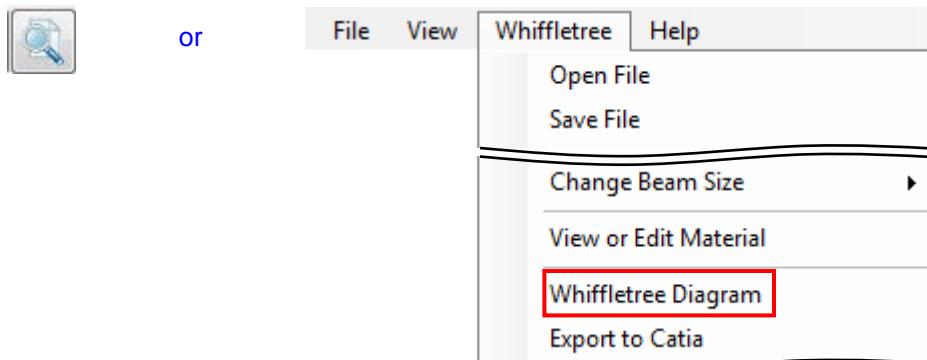 or
File View Whiffletree Help
Open File
Save File
Change Beam Size
View or Edit Material
Whiffletree Diagram
Export to Catia